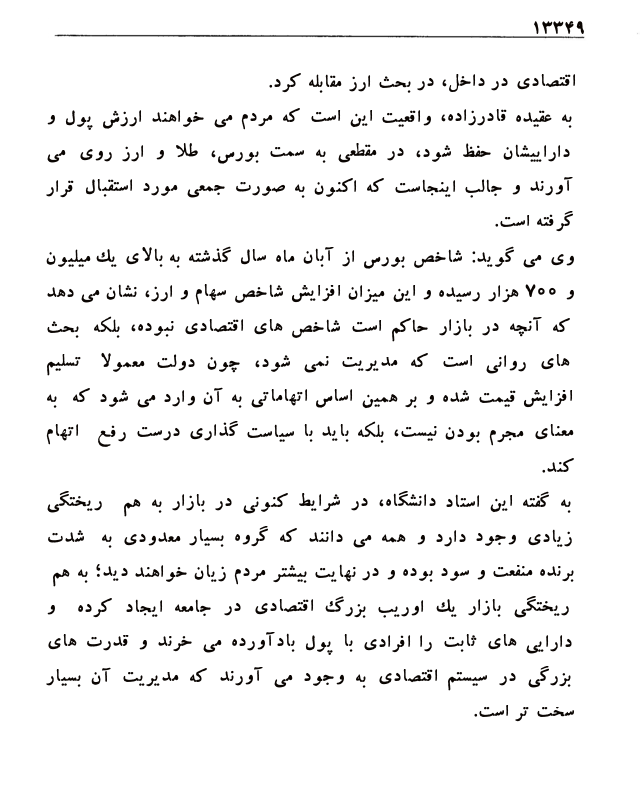 ۱۳۳۴۹
اقتصادی در داخل، در بحث ارز مقابله کرد.
به عقیده قادرزاده، واقعیت این است که مردم می خواهند ارزش پول و
داراییشان حفظ شود، در مقطعی به سمت بورس، طلا و ارز روی می
آورند و جالب اینجاست که اکنون به صورت جمعی مورد استقبال قرار
گرفته است.
وی می گوید: شاخص بورس از آبان ماه سال گذشته به بالای یك میلیون
و ۷۰۰ هزار رسیده و این میزان افزایش شاخص سهام و ارز، نشان می دهد
که آنچه در بازار حاکم است شاخص های اقتصادی نبوده، بلکه بحث
های روانی است که مدیریت نمی شود، چون دولت معمولا تسلیم
افزایش قیمت شده و بر همین اساس اتهاماتی به آن وارد می شود که به
معنای مجرم بودن نیست، بلکه باید با سیاست گذاری درست رفع اتهام
کند.
به گفته این استاد دانشگاه، در شرایط کنونی در بازار به هم ریختگی
زیادی وجود دارد و همه می دانند که گروه بسیار معدودی به شدت
برنده منفعت و سود بوده و در نهایت بیشتر مردم زیان خواهند دید؛ به هم
ریختگی بازار یك اوریب بزرگ اقتصادی در جامعه ایجاد کرده و
دارایی های ثابت را افرادی با پول بادآورده می خرند و قدرت های
بزرگی در سیستم اقتصادی به وجود می آورند که مدیریت آن بسیار
سخت تر است.